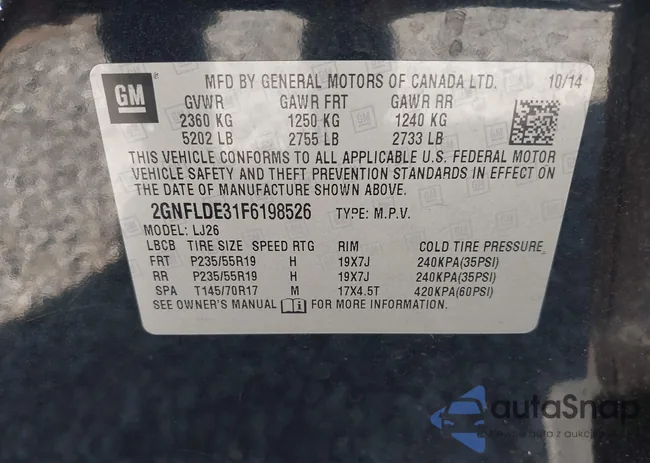 GM
MFD BY GENERAL MOTORS OF CANADA LTD. 10/14
GVWR GAWR FRT GAWR RR
2360 KG 1250 KG 1240 KG
5202 LB 2755 LB 2733 LB
THIS VEHICLE CONFORMS TO ALL APPLICABLE U.S. FEDERAL MOTOR
VEHICLE SAFETY AND THEFT PREVENTION STANDARDS IN EFFECT ON
THE DATE OF MANUFACTURE SHOWN ABOVE.
2GNFLDE31F6198526 TYPE: M.P.V.
MODEL: LJ26
LBCB TIRE SIZE SPEED RTG RIM COLD TIRE PRESSURE
FRT P235/55R19 H 19X7J 240KPA(35PSI)
RR P235/55R19 H 19X7J 240KPA(35PSI)
SPA T145/70R17 M 17X4.5T 420KPA(60PSI)
SEE OWNER'S MANUAL FOR MORE INFORMATION.
autoSnap
auta z aukcji